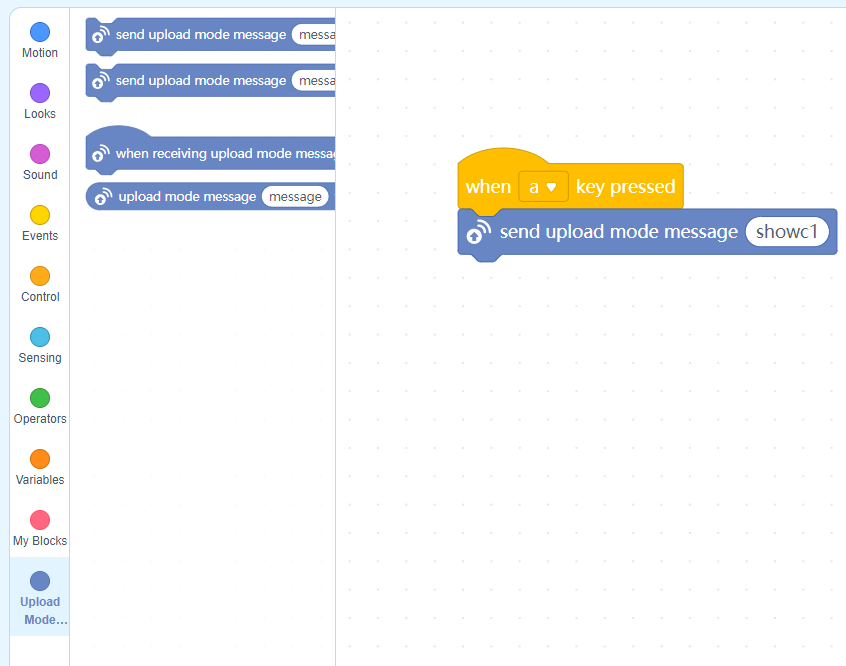 Motion
Looks
Sound
Events
Control
Sensing
Operators
Variables
My Blocks
Upload
Mode...
send upload mode message messa
send upload mode message messa
when receiving upload mode messa
upload mode message message
when a key pressed
send upload mode message showc1